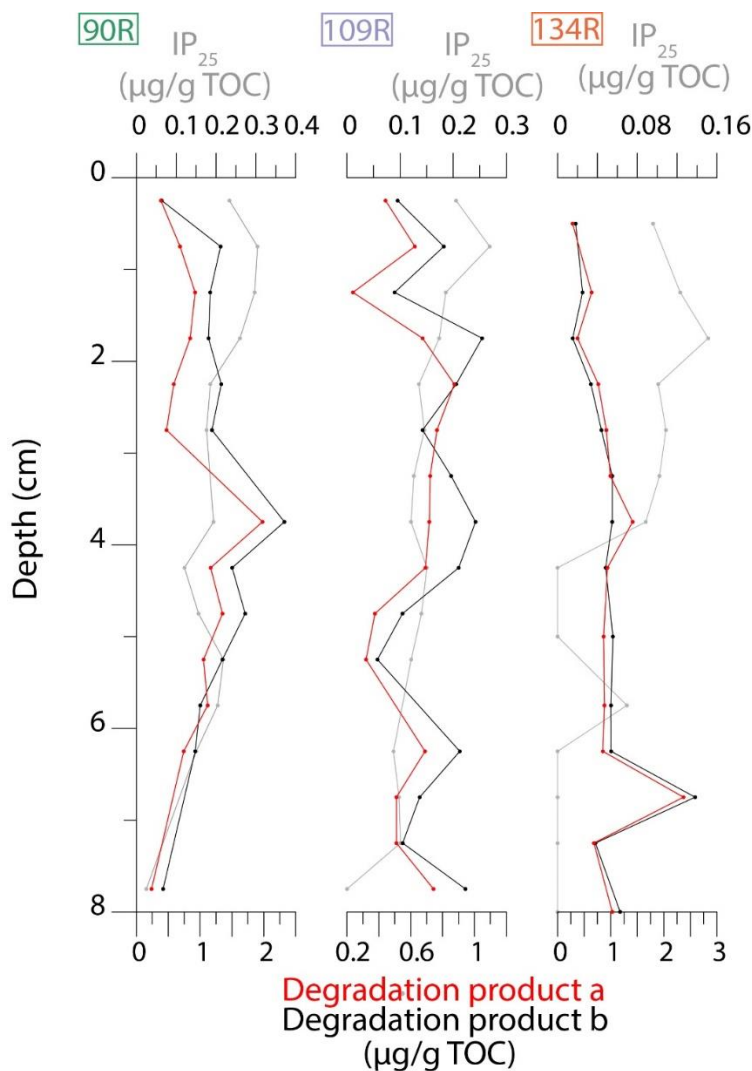 90R
109R
134R
IP25
(µg/g TOC)
IP25
(µg/g TOC)
IP25
(µg/g TOC)
0 0.1 0.2 0.3 0.4
0 0.1 0.2 0.3
0 0.08 0.16
Depth (cm)
0
2
4
6
8
0 1 2
0.2 0.6 1
0 1 2 3
Degradation product a
Degradation product b
(µg/g TOC)